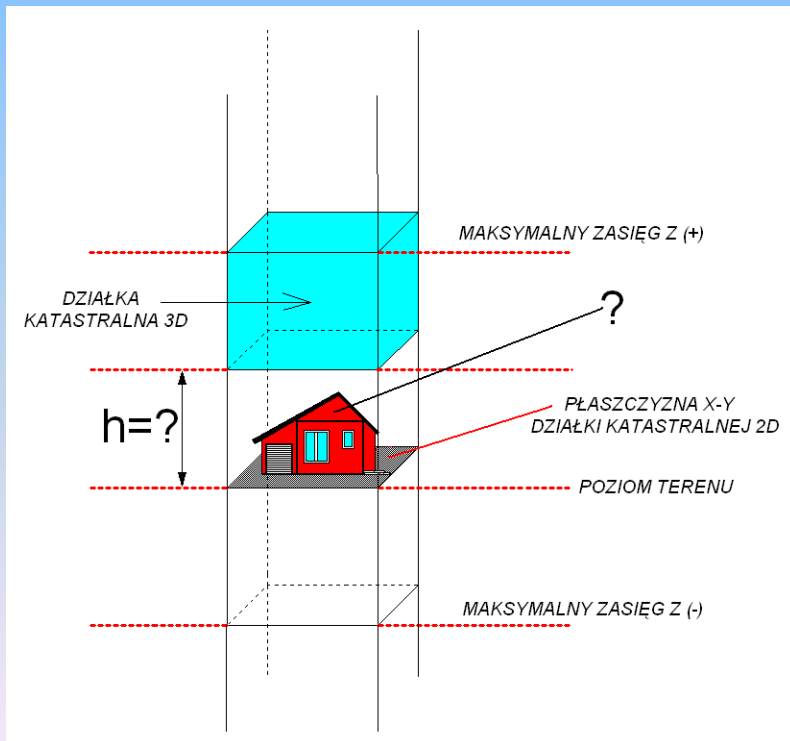 MAKSYMALNY ZASIĘG Z (+)
DZIAŁKA
KATASTRALNA 3D
?
h=?
PŁASZCZYZNA X-Y
DZIAŁKI KATASTRALNEJ 2D
POZIOM TERENU
MAKSYMALNY ZASIĘG Z (-)